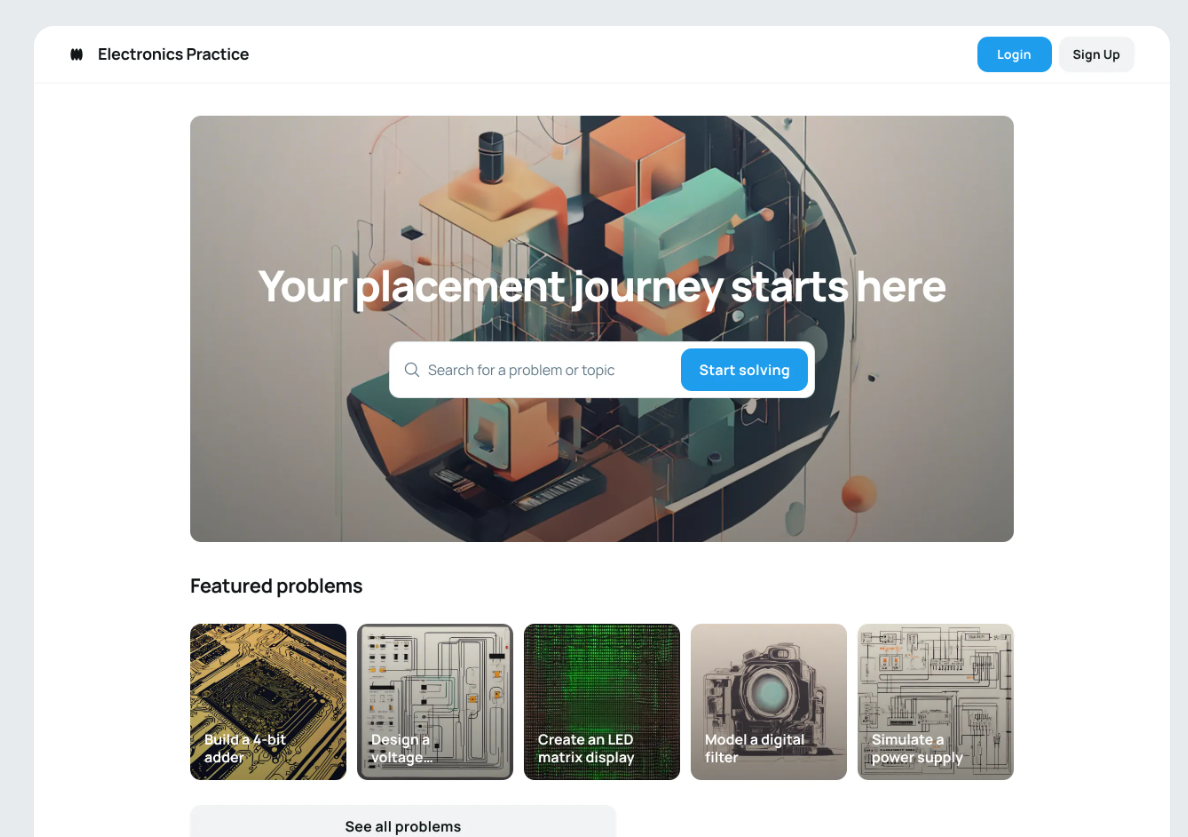 Electronics Practice
Login
Sign Up
Your placement journey starts here
Search for a problem or topic
Start solving
Featured problems
Build a 4-bit
adder
Design a
voltage...
Create an LED
matrix display
Model a digital
filter
Simulate a
power supply
See all problems